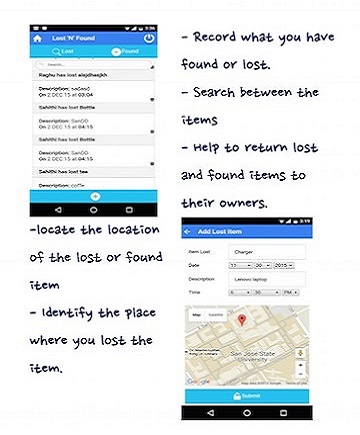 3:36
Lost 'N' Found
Lost
Found
Search...
Raghu has lost alsjdhasjkh
Description: sadasd
On 2 DEC 15 at 03:04
Sahithi has lost Bottle
Description: SanDD
On 2 DEC 15 at 04:15
Sahithi has lost Bottle
Description: SanDD
On 2 DEC 15 at 04:15
Sahithi has lost tea
Description: coffe
- Record what you have
found or lost.
- Search between the
items
- Help to return lost
and found items to
their owners.
-locate the location
of the lost or found
item
- Identify the place
where you lost the
item.
3:19
Add Lost Item
Item Lost Charger
Date 11 30 2015
Description Lenovo laptop
Time 6 30 PM
Map Satellite
San Jose State
University
Google
Terms of Use
Submit